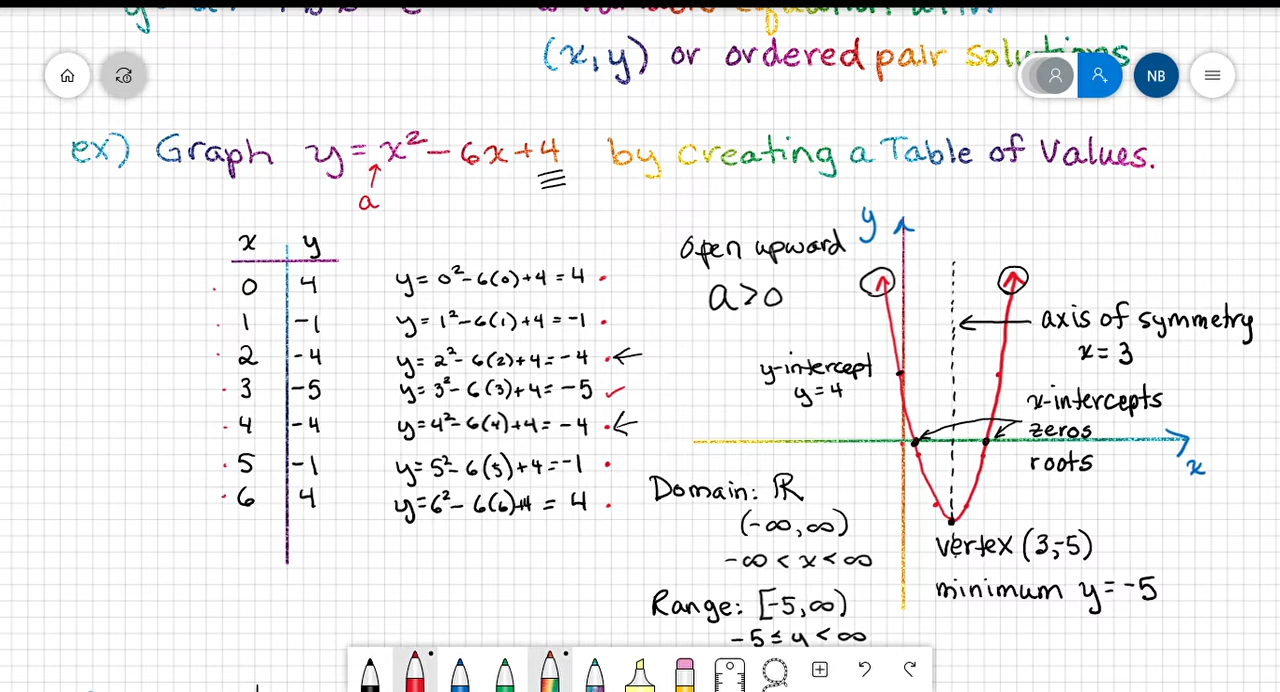 (x,y) or ordered pair solutions
NB
ex) Graph y = x² - 6x + 4 by creating a Table of Values.
a
x y
0 4 y = 0² - 6(0) + 4 = 4
1 -1 y = 1² - 6(1) + 4 = -1
2 -4 y = 2² - 6(2) + 4 = -4
3 -5 y = 3² - 6(3) + 4 = -5
4 -4 y = 4² - 6(4) + 4 = -4
5 -1 y = 5² - 6(5) + 4 = -1
6 4 y = 6² - 6(6) + 4 = 4
open upward
a > 0
y
axis of symmetry
x = 3
y-intercept
y = 4
x-intercepts
zeros
roots
x
Domain: ℝ
(-∞, ∞)
-∞ < x < ∞
vertex (3,-5)
minimum y = -5
Range: [-5, ∞)
-5 ≤ y < ∞